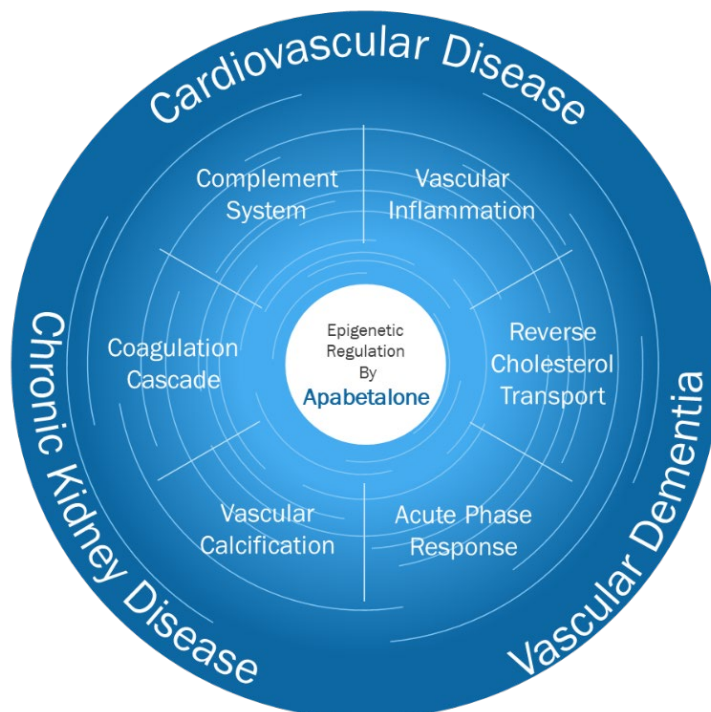 Cardiovascular Disease
Complement
System
Vascular
Inflammation
Coagulation
Cascade
Epigenetic
Regulation
By
Apabetalone
Reverse
Cholesterol
Transport
Vascular
Calcification
Acute Phase
Response
Chronic Kidney Disease
Vascular Dementia